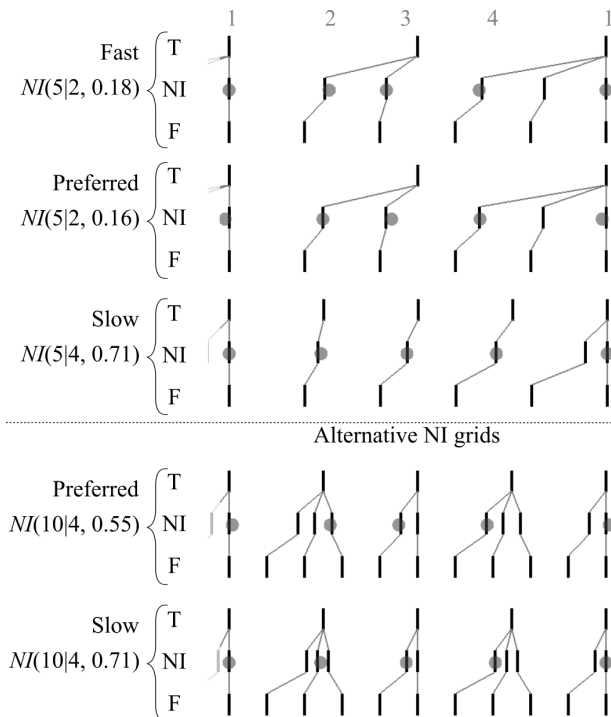 1 2 3 4 1
Fast T
NI(5|2, 0.18) NI
F
Preferred T
NI(5|2, 0.16) NI
F
Slow T
NI(5|4, 0.71) NI
F
Alternative NI grids
Preferred T
NI(10|4, 0.55) NI
F
Slow T
NI(10|4, 0.71) NI
F